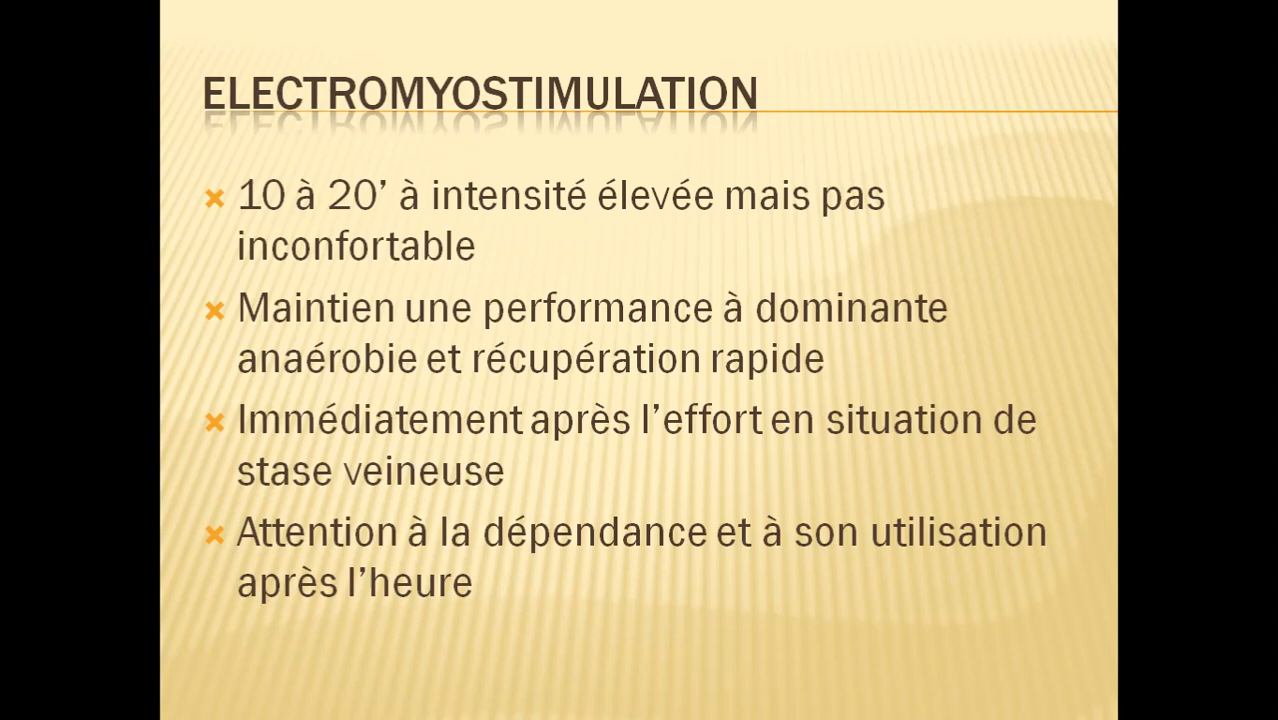 ELECTROMYOSTIMULATION
10 à 20’ à intensité élevée mais pas
inconfortable
Maintien une performance à dominante
anaérobie et récupération rapide
Immédiatement après l’effort en situation de
stase veineuse
Attention à la dépendance et à son utilisation
après l’heure